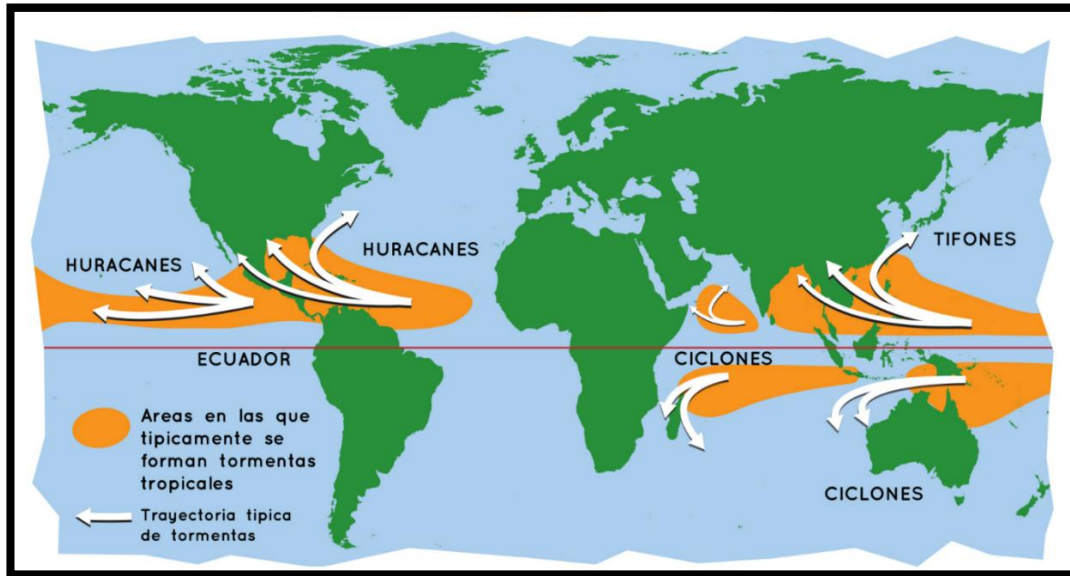 HURACANES
HURACANES
TIFONES
ECUADOR
CICLONES
Areas en las que
tipicamente se
forman tormentas
tropicales
Trayectoria tipica
de tormentas
CICLONES